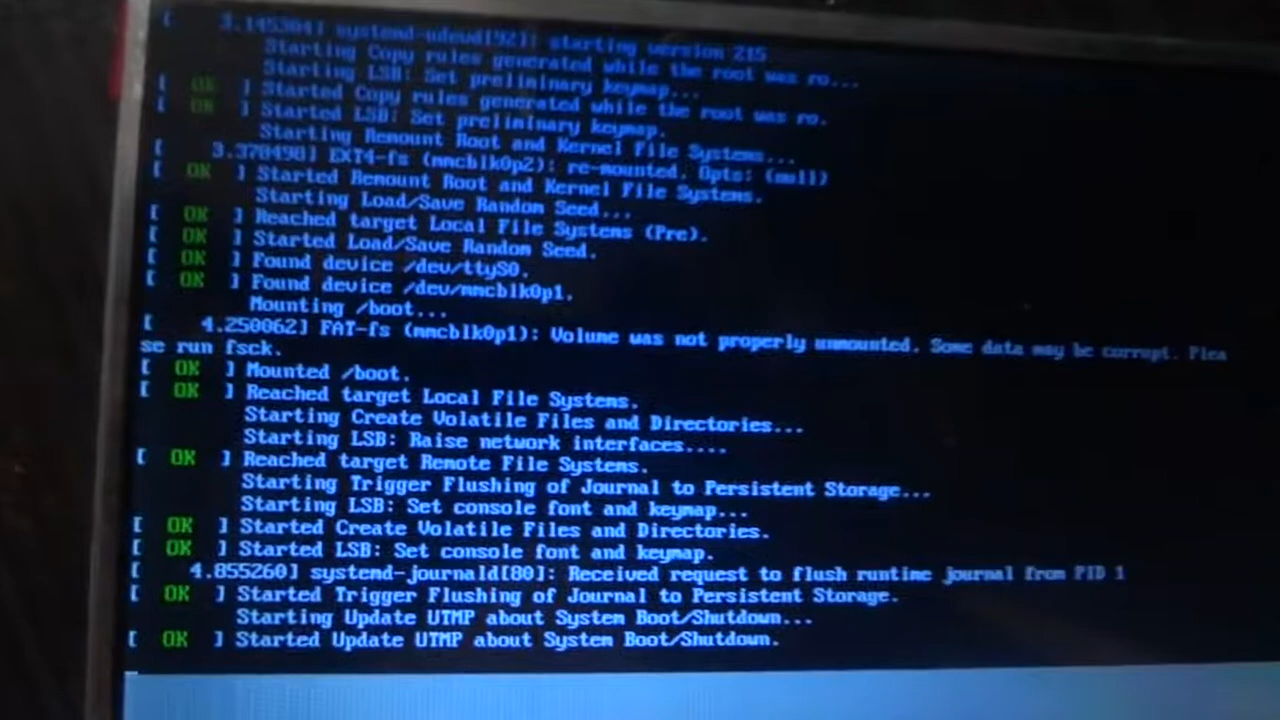 [    3.145304] systemd-udevd[92]: starting version 215
Starting Copy rules generated while the root was ro...
Starting LSB: Set preliminary keymap...
[  OK  ] Started Copy rules generated while the root was ro.
[  OK  ] Started LSB: Set preliminary keymap.
Starting Remount Root and Kernel File Systems...
[    3.370498] EXT4-fs (mmcblk0p2): re-mounted. Opts: (null)
[  OK  ] Started Remount Root and Kernel File Systems.
Starting Load/Save Random Seed...
[  OK  ] Reached target Local File Systems (Pre).
[  OK  ] Started Load/Save Random Seed.
[  OK  ] Found device /dev/ttyS0.
[  OK  ] Found device /dev/mmcblk0p1.
Mounting /boot...
[    4.250062] FAT-fs (mmcblk0p1): Volume was not properly unmounted. Some data may be corrupt. Plea
se run fsck.
[  OK  ] Mounted /boot.
[  OK  ] Reached target Local File Systems.
Starting Create Volatile Files and Directories...
Starting LSB: Raise network interfaces....
[  OK  ] Reached target Remote File Systems.
Starting Trigger Flushing of Journal to Persistent Storage...
Starting LSB: Set console font and keymap...
[  OK  ] Started Create Volatile Files and Directories.
[  OK  ] Started LSB: Set console font and keymap.
[    4.855260] systemd-journald[80]: Received request to flush runtime journal from PID 1
[  OK  ] Started Trigger Flushing of Journal to Persistent Storage.
Starting Update UTMP about System Boot/Shutdown...
[  OK  ] Started Update UTMP about System Boot/Shutdown.